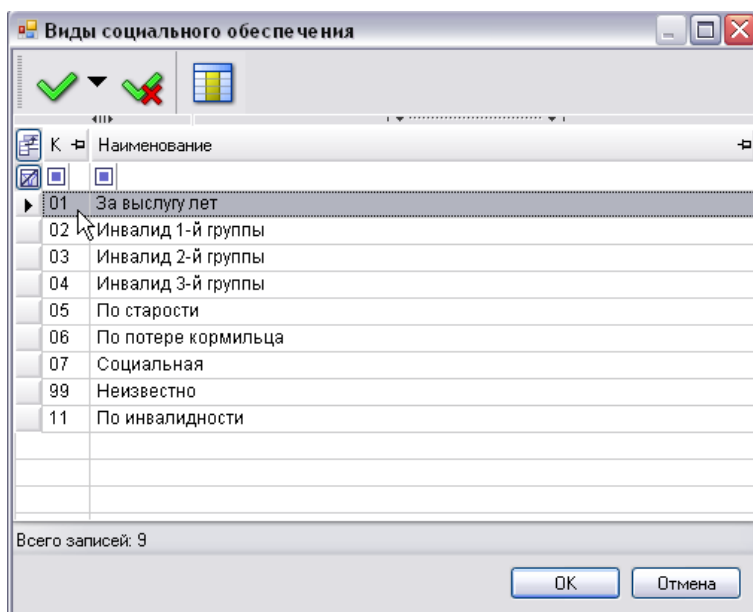 Виды социального обеспечения
К Наименование
01 За выслугу лет
02 Инвалид 1-й группы
03 Инвалид 2-й группы
04 Инвалид 3-й группы
05 По старости
06 По потере кормильца
07 Социальная
99 Неизвестно
11 По инвалидности
Всего записей: 9
OK Отмена